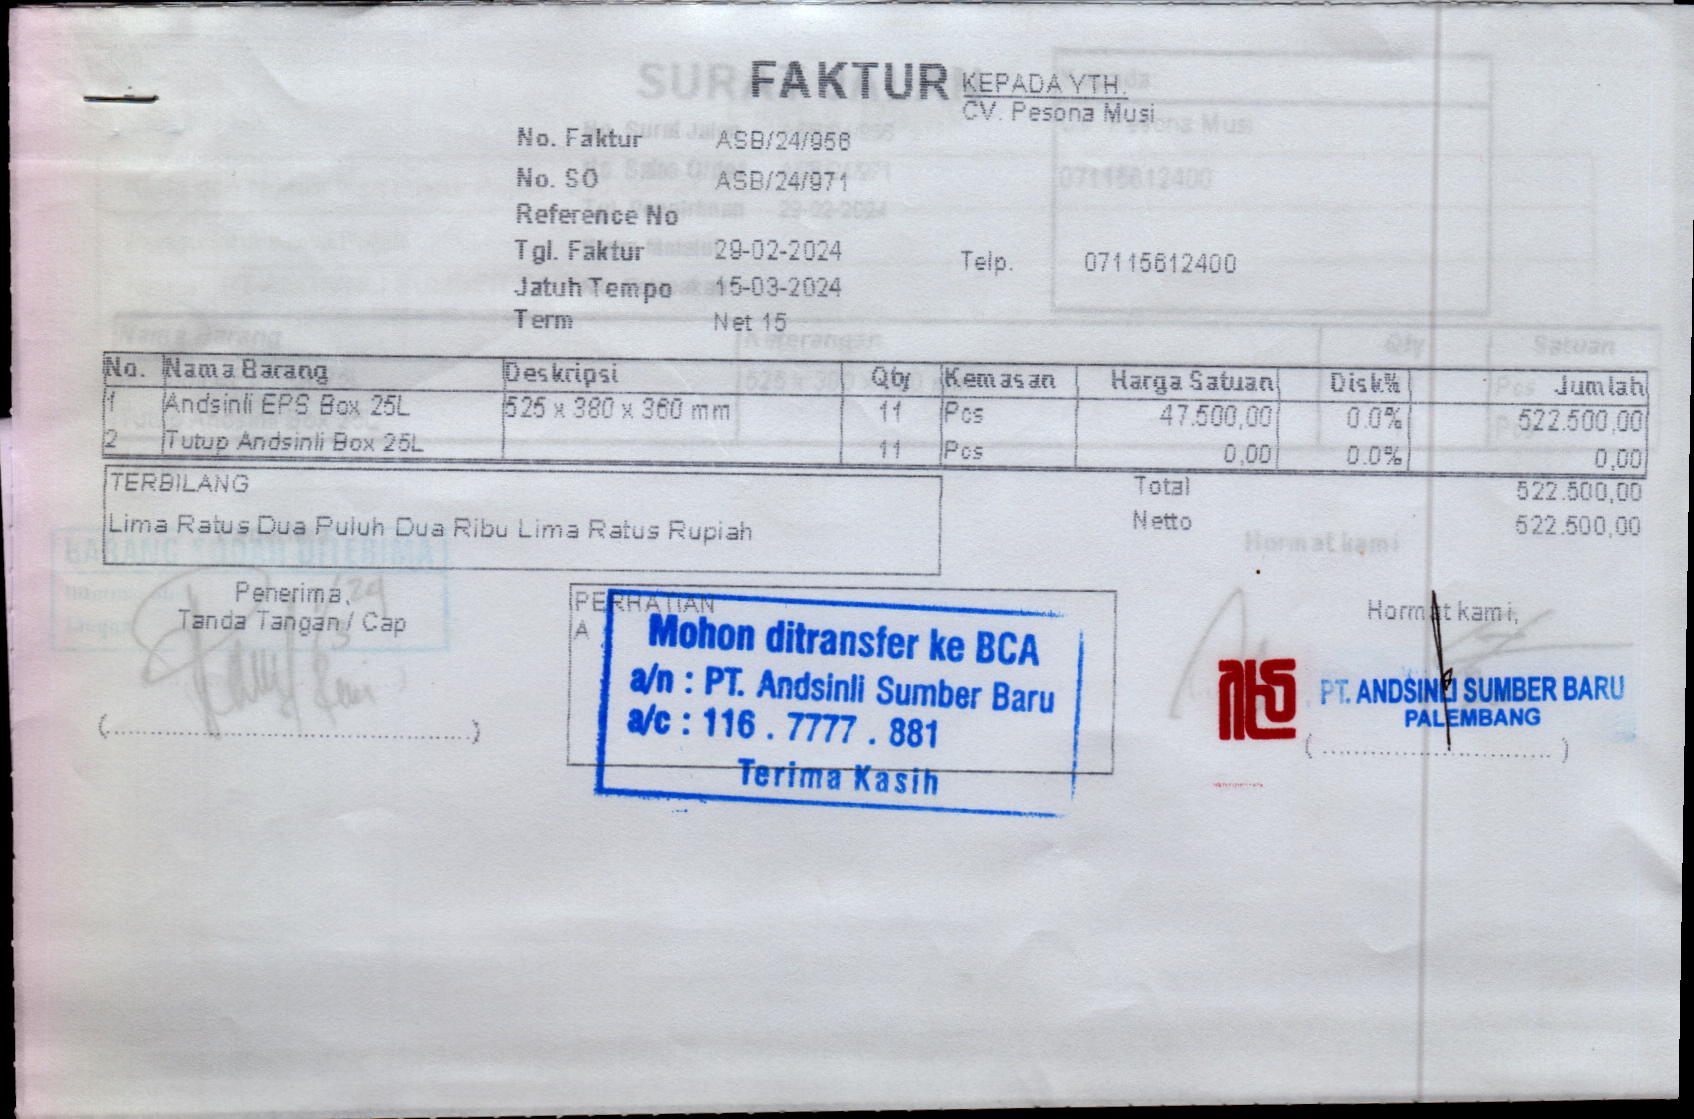 FAKTUR
KEPADA YTH.
CV. Pesona Musi
No. Faktur ASB/24/956
No. SO ASB/24/971
Reference No
Tgl. Faktur 29-02-2024
Telp. 07115612400
Jatuh Tempo 15-03-2024
Term Net 15
No. Nama Barang Deskripsi Qty Kemasan Harga Satuan Disk% Jumlah
1 Andsinli EPS Box 25L 525 x 380 x 360 mm 11 Pcs 47.500,00 0.0% 522.500,00
2 Tutup Andsinli Box 25L 11 Pcs 0,00 0.0% 0,00
TERBILANG
Lima Ratus Dua Puluh Dua Ribu Lima Ratus Rupiah
Total 522.500,00
Netto 522.500,00
Penerima,
Tanda Tangan / Cap
(............................................)
PERHATIAN
A
Mohon ditransfer ke BCA
a/n : PT. Andsinli Sumber Baru
a/c : 116 . 7777 . 881
Terima Kasih
Hormat kami,
PT. ANDSINLI SUMBER BARU
PALEMBANG
(............................)